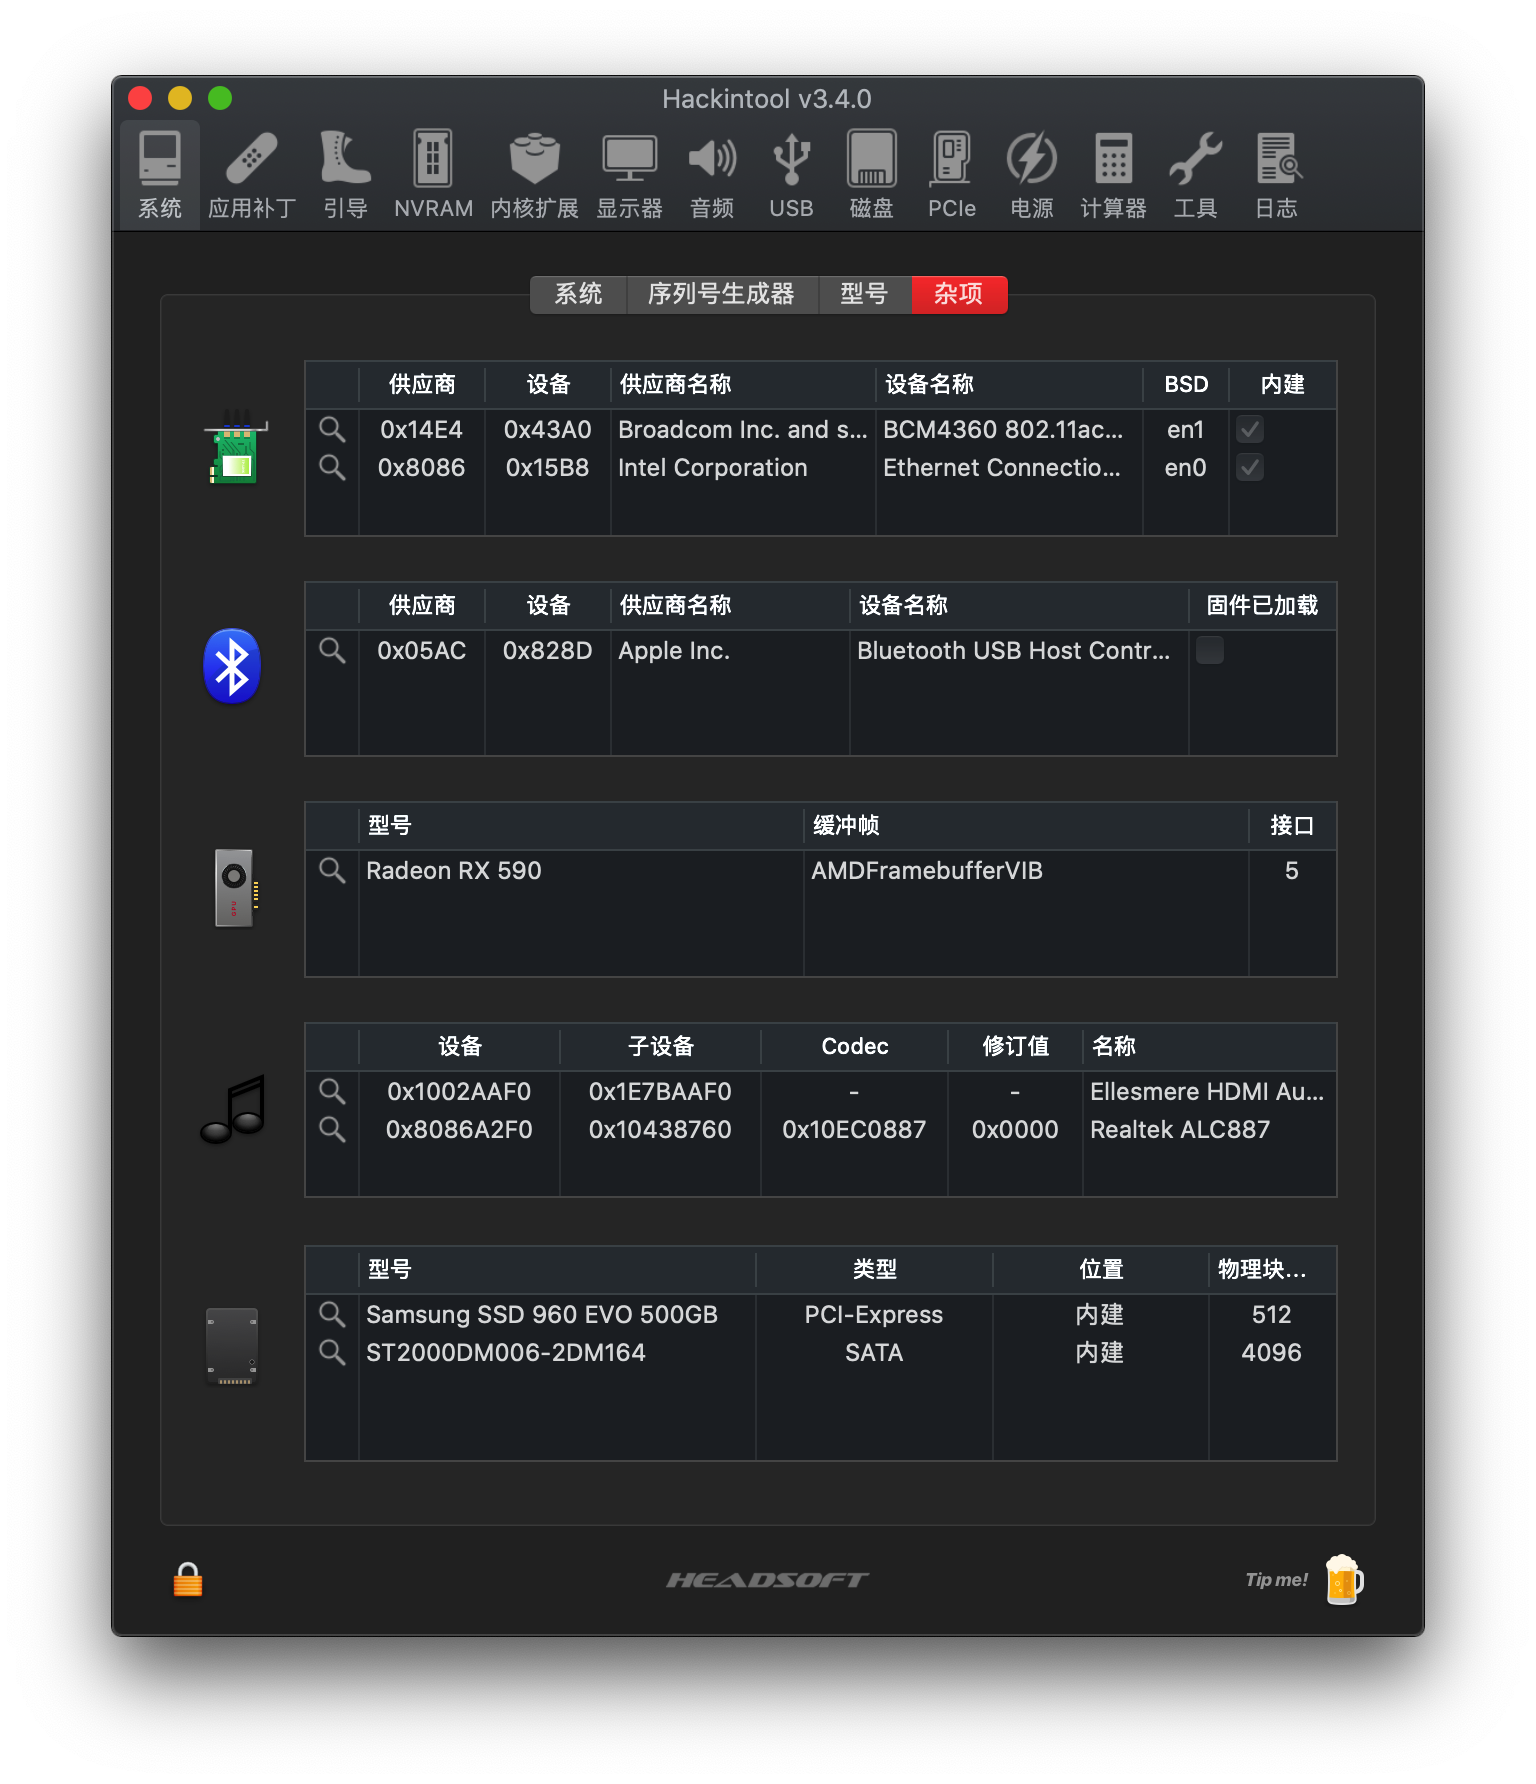 Hackintool v3.4.0
系统 应用补丁 引导 NVRAM 内核扩展 显示器 音频 USB 磁盘 PCIe 电源 计算器 工具 日志
系统 序列号生成器 型号 杂项
供应商 设备 供应商名称 设备名称 BSD 内建
0x14E4 0x43A0 Broadcom Inc. and s... BCM4360 802.11ac... en1
0x8086 0x15B8 Intel Corporation Ethernet Connectio... en0
供应商 设备 供应商名称 设备名称 固件已加载
0x05AC 0x828D Apple Inc. Bluetooth USB Host Contr...
型号 缓冲帧 接口
Radeon RX 590 AMDFramebufferVIB 5
GPU
设备 子设备 Codec 修订值 名称
0x1002AAF0 0x1E7BAAF0 - - Ellesmere HDMI Au...
0x8086A2F0 0x10438760 0x10EC0887 0x0000 Realtek ALC887
型号 类型 位置 物理块...
Samsung SSD 960 EVO 500GB PCI-Express 内建 512
ST2000DM006-2DM164 SATA 内建 4096
HEADSOFT Tip me!